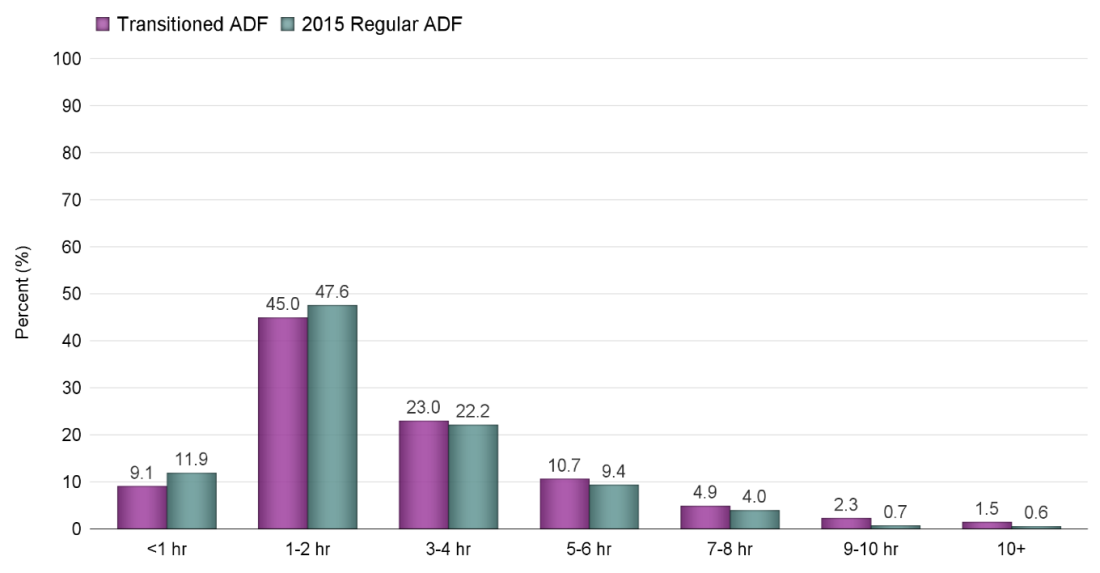 Transitioned ADF 2015 Regular ADF
100
90
80
70
60
50
40
30
20
10
0
Percent (%)
9.1 11.9 45.0 47.6 23.0 22.2 10.7 9.4 4.9 4.0 2.3 0.7 1.5 0.6
<1 hr 1-2 hr 3-4 hr 5-6 hr 7-8 hr 9-10 hr 10+